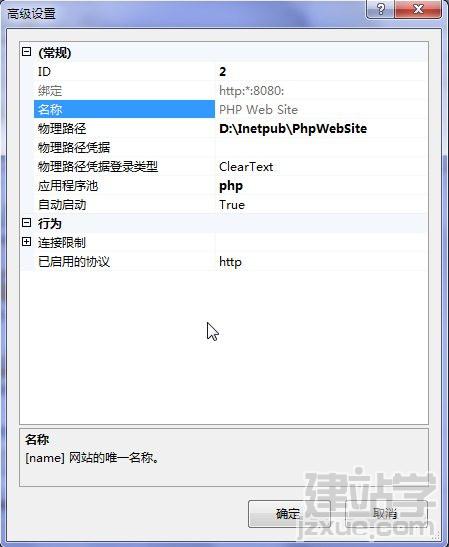 高级设置
(常规)
ID 2
绑定 http:*:8080:
名称 PHP Web Site
物理路径 D:\Inetpub\PhpWebSite
物理路径凭据
物理路径凭据登录类型 ClearText
应用程序池 php
自动启动 True
行为
连接限制
已启用的协议 http
名称
[name] 网站的唯一名称。
确定 取消
建站学
jzxue.com